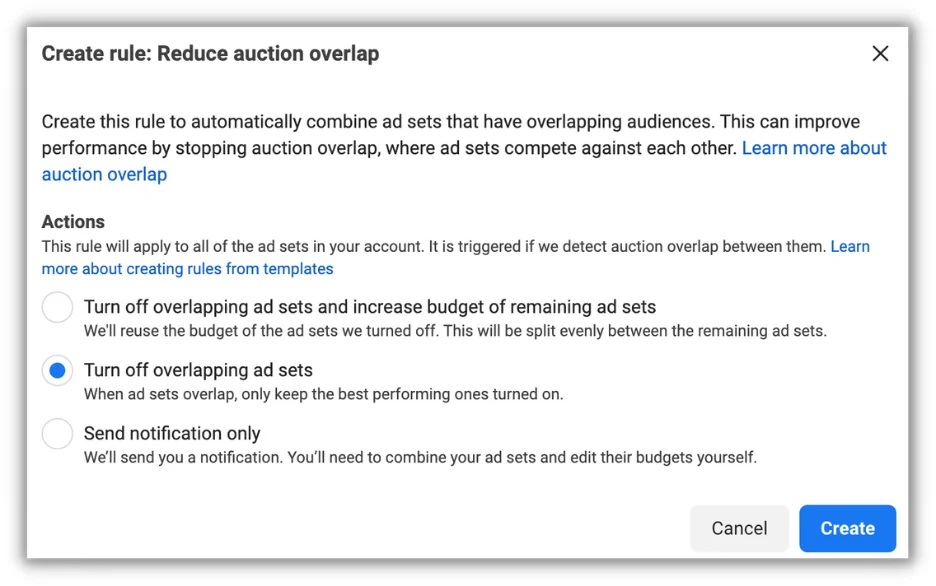 Create rule: Reduce auction overlap
Create this rule to automatically combine ad sets that have overlapping audiences. This can improve
performance by stopping auction overlap, where ad sets compete against each other. Learn more about
auction overlap
Actions
This rule will apply to all of the ad sets in your account. It is triggered if we detect auction overlap between them. Learn
more about creating rules from templates
Turn off overlapping ad sets and increase budget of remaining ad sets
We'll reuse the budget of the ad sets we turned off. This will be split evenly between the remaining ad sets.
Turn off overlapping ad sets
When ad sets overlap, only keep the best performing ones turned on.
Send notification only
We’ll send you a notification. You’ll need to combine your ad sets and edit their budgets yourself.
Cancel
Create